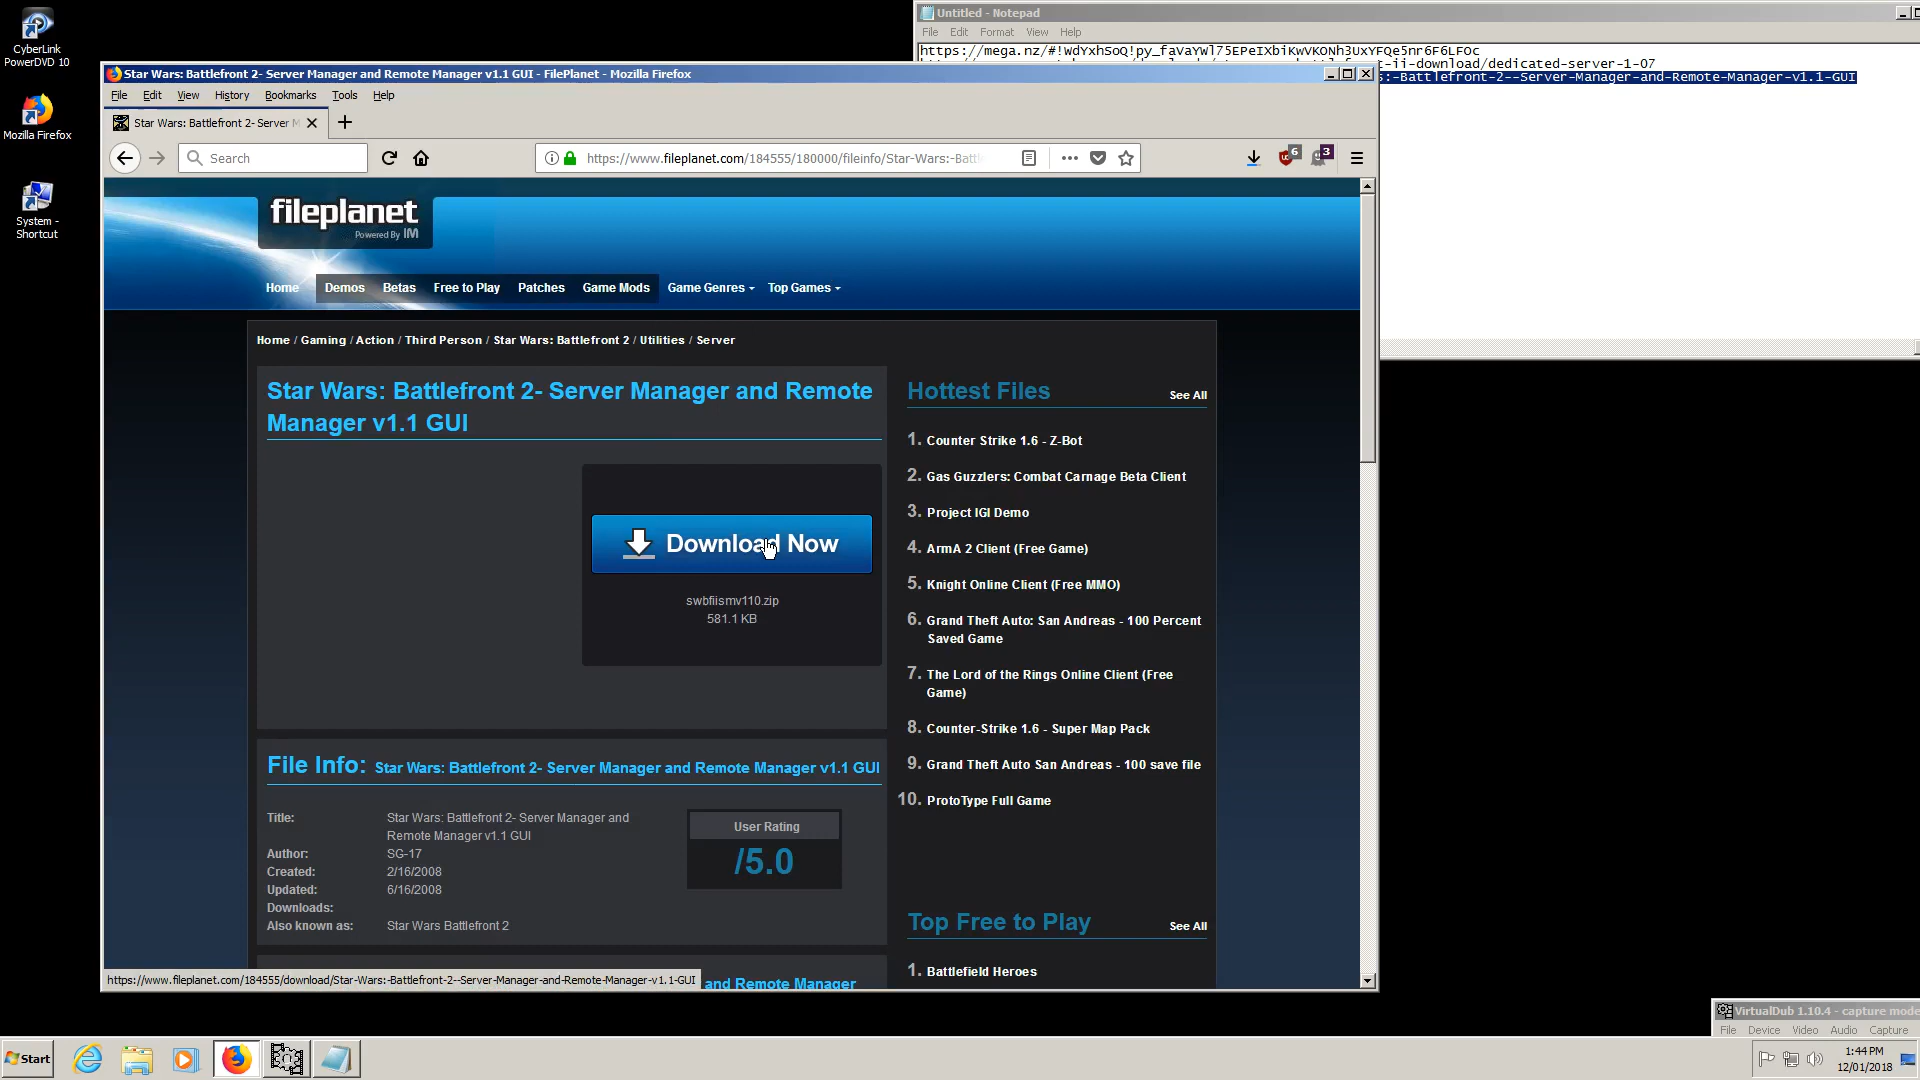 CyberLink
PowerDVD 10
Mozilla Firefox
System -
Shortcut
Untitled - Notepad
File Edit Format View Help
https://mega.nz/#!wdYxhSoQ!py_faVaYWl75EPeIXbiKwVKONh3UxYFQe5nr6F6LFOc
-ii-download/dedicated-server-1-07
s:-Battlefront-2--Server-Manager-and-Remote-Manager-v1.1-GUI
Star Wars: Battlefront 2- Server Manager and Remote Manager v1.1 GUI - FilePlanet - Mozilla Firefox
File Edit View History Bookmarks Tools Help
Star Wars: Battlefront 2- Server M
Search
https://www.fileplanet.com/184555/180000/fileinfo/Star-Wars:-Battl
6
3
fileplanet
Powered By IM
Home Demos Betas Free to Play Patches Game Mods Game Genres Top Games
Home / Gaming / Action / Third Person / Star Wars: Battlefront 2 / Utilities / Server
Star Wars: Battlefront 2- Server Manager and Remote
Manager v1.1 GUI
Download Now
swbfiismv110.zip
581.1 KB
File Info: Star Wars: Battlefront 2- Server Manager and Remote Manager v1.1 GUI
Title: Star Wars: Battlefront 2- Server Manager and
Remote Manager v1.1 GUI
Author: SG-17
Created: 2/16/2008
Updated: 6/16/2008
Downloads:
Also known as: Star Wars Battlefront 2
User Rating
/5.0
and Remote Manager
Hottest Files See All
1. Counter Strike 1.6 - Z-Bot
2. Gas Guzzlers: Combat Carnage Beta Client
3. Project IGI Demo
4. ArmA 2 Client (Free Game)
5. Knight Online Client (Free MMO)
6. Grand Theft Auto: San Andreas - 100 Percent
Saved Game
7. The Lord of the Rings Online Client (Free
Game)
8. Counter-Strike 1.6 - Super Map Pack
9. Grand Theft Auto San Andreas - 100 save file
10. ProtoType Full Game
Top Free to Play See All
1. Battlefield Heroes
https://www.fileplanet.com/184555/download/Star-Wars:-Battlefront-2--Server-Manager-and-Remote-Manager-v1.1-GUI
VirtualDub 1.10.4 - capture mode
File Device Video Audio Capture
Start
1:44 PM
12/01/2018